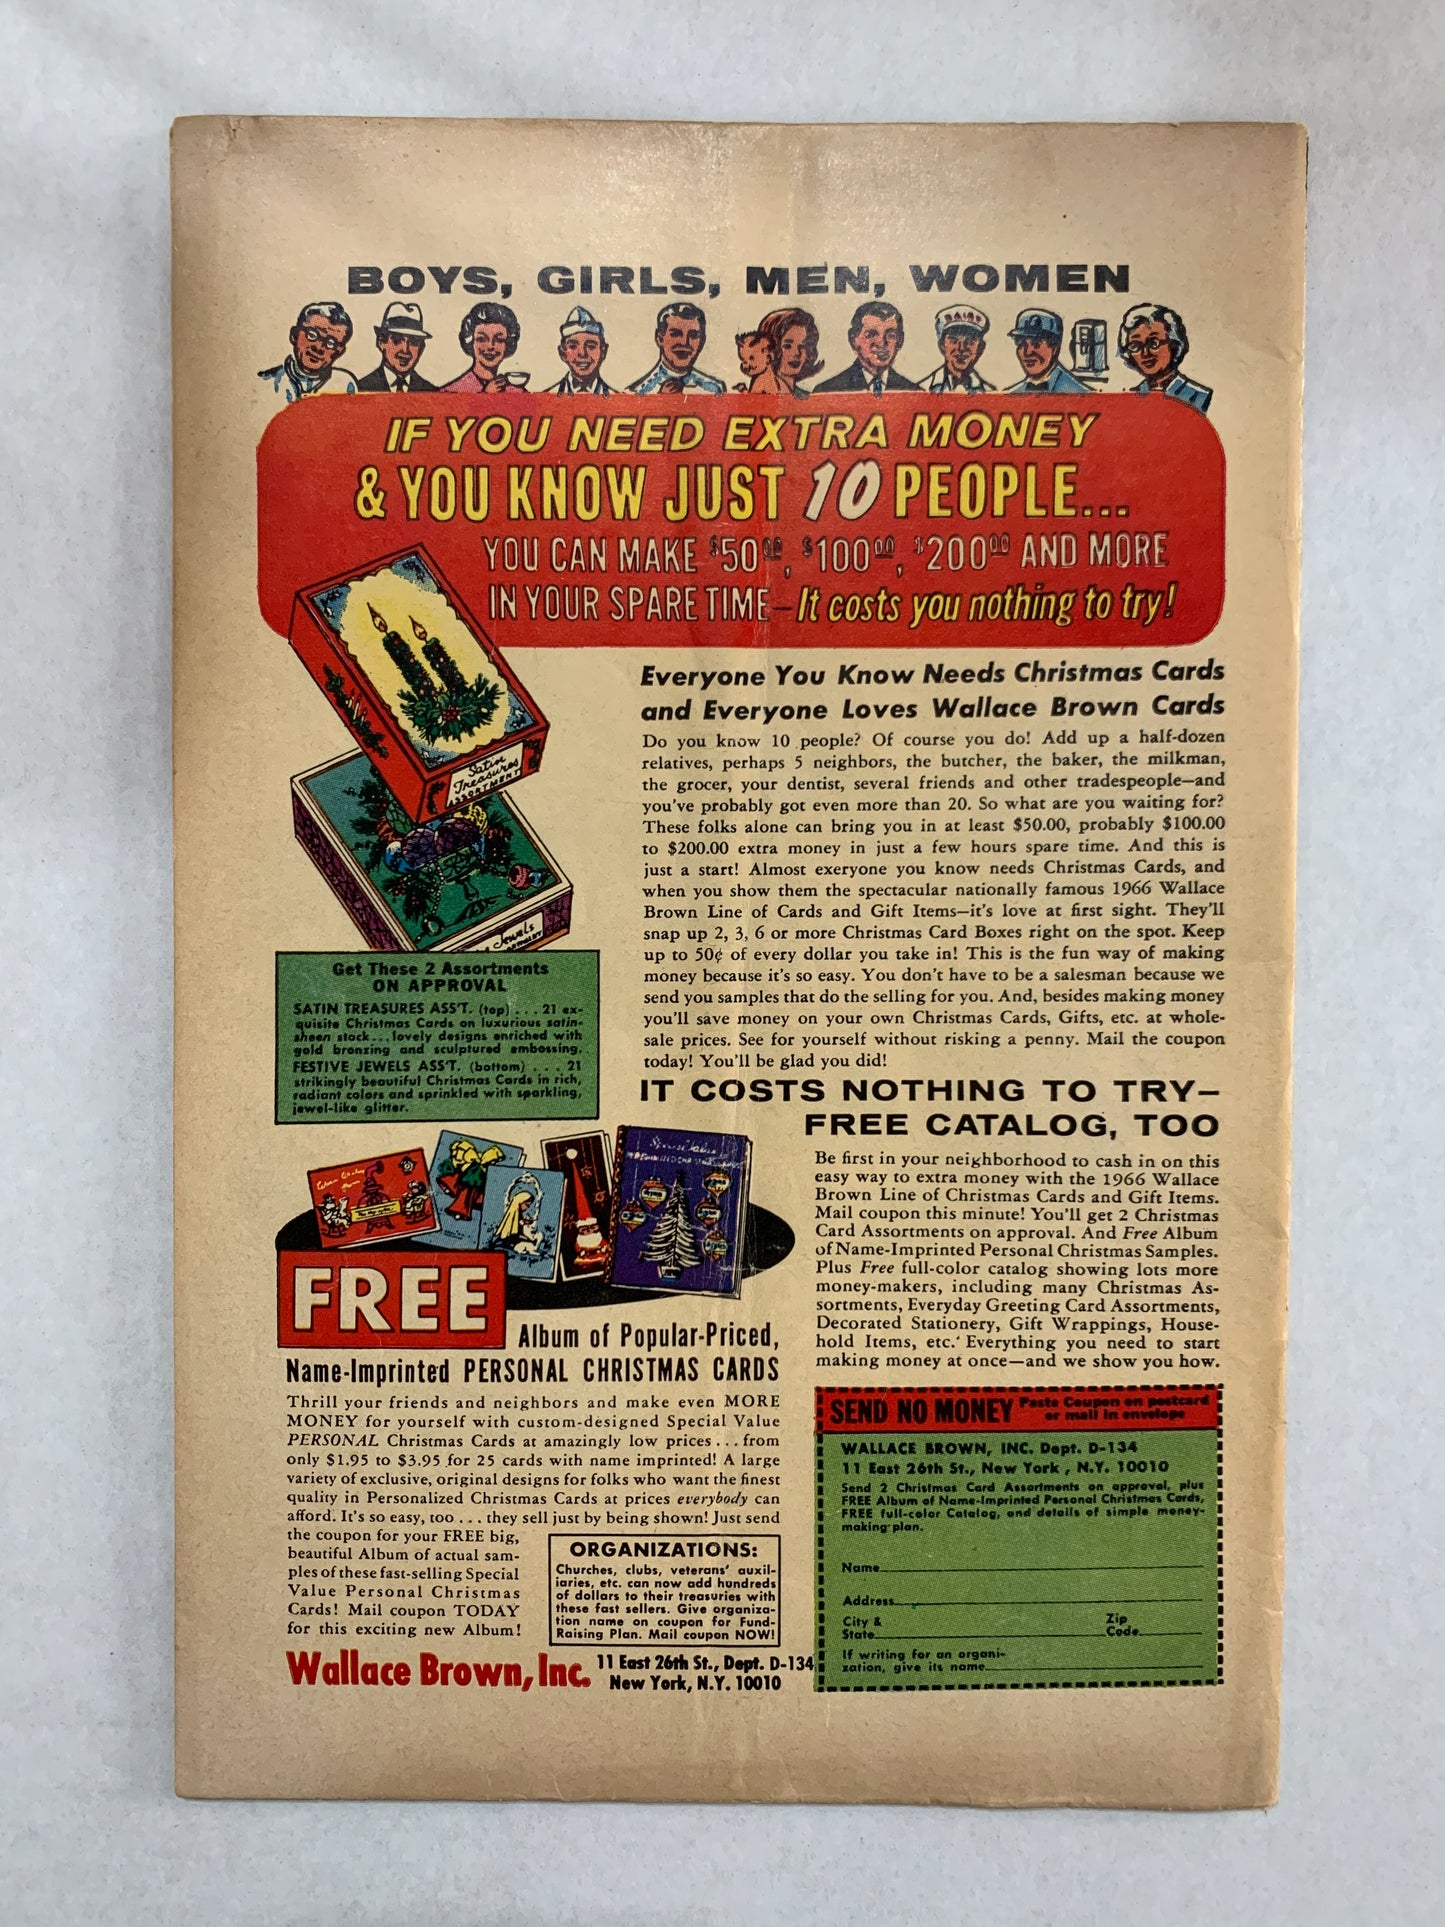 BOYS, GIRLS, MEN, WOMEN
DAIRY
IF YOU NEED EXTRA MONEY
& YOU KNOW JUST 10 PEOPLE...
YOU CAN MAKE $50.00, $100.00, $200.00 AND MORE
IN YOUR SPARE TIME—It costs you nothing to try!
Satin
Treasures
ASSORTMENT
Jewels
Get These 2 Assortments
ON APPROVAL
SATIN TREASURES ASS'T. (top) . . . 21 ex-
quisite Christmas Cards on luxurious satin-
sheen stock...lovely designs enriched with
gold bronzing and sculptured embossing.
FESTIVE JEWELS ASS'T. (bottom) . . . 21
strikingly beautiful Christmas Cards in rich,
radiant colors and sprinkled with sparkling,
jewel-like glitter.
Everyone You Know Needs Christmas Cards
and Everyone Loves Wallace Brown Cards
Do you know 10 people? Of course you do! Add up a half-dozen
relatives, perhaps 5 neighbors, the butcher, the baker, the milkman,
the grocer, your dentist, several friends and other tradespeople—and
you've probably got even more than 20. So what are you waiting for?
These folks alone can bring you in at least $50.00, probably $100.00
to $200.00 extra money in just a few hours spare time. And this is
just a start! Almost exeryone you know needs Christmas Cards, and
when you show them the spectacular nationally famous 1966 Wallace
Brown Line of Cards and Gift Items—it's love at first sight. They'll
snap up 2, 3, 6 or more Christmas Card Boxes right on the spot. Keep
up to 50¢ of every dollar you take in! This is the fun way of making
money because it's so easy. You don't have to be a salesman because we
send you samples that do the selling for you. And, besides making money
you'll save money on your own Christmas Cards, Gifts, etc. at whole-
sale prices. See for yourself without risking a penny. Mail the coupon
today! You'll be glad you did!
IT COSTS NOTHING TO TRY—
FREE CATALOG, TOO
Be first in your neighborhood to cash in on this
easy way to extra money with the 1966 Wallace
Brown Line of Christmas Cards and Gift Items.
Mail coupon this minute! You'll get 2 Christmas
Card Assortments on approval. And Free Album
of Name-Imprinted Personal Christmas Samples.
Plus Free full-color catalog showing lots more
money-makers, including many Christmas As-
sortments, Everyday Greeting Card Assortments,
Decorated Stationery, Gift Wrappings, House-
hold Items, etc. Everything you need to start
making money at once—and we show you how.
Special Value
FREE
Album of Popular-Priced,
Name-Imprinted PERSONAL CHRISTMAS CARDS
Thrill your friends and neighbors and make even MORE
MONEY for yourself with custom-designed Special Value
PERSONAL Christmas Cards at amazingly low prices . . . from
only $1.95 to $3.95 for 25 cards with name imprinted! A large
variety of exclusive, original designs for folks who want the finest
quality in Personalized Christmas Cards at prices everybody can
afford. It's so easy, too . . . they sell just by being shown! Just send
the coupon for your FREE big,
beautiful Album of actual sam-
ples of these fast-selling Special
Value Personal Christmas
Cards! Mail coupon TODAY
for this exciting new Album!
ORGANIZATIONS:
Churches, clubs, veterans' auxil-
iaries, etc. can now add hundreds
of dollars to their treasuries with
these fast sellers. Give organiza-
tion name on coupon for Fund-
Raising Plan. Mail coupon NOW!
Wallace Brown, Inc. 11 East 26th St., Dept. D-134
New York, N.Y. 10010
SEND NO MONEY Paste Coupon on postcard
or mail in envelope
WALLACE BROWN, INC. Dept. D-134
11 East 26th St., New York, N.Y. 10010
Send 2 Christmas Card Assortments on approval, plus
FREE Album of Name-Imprinted Personal Christmas Cards,
FREE full-color Catalog, and details of simple money-
making plan.
Name
Address
City &
State
Zip
Code
If writing for an organi-
zation, give its name